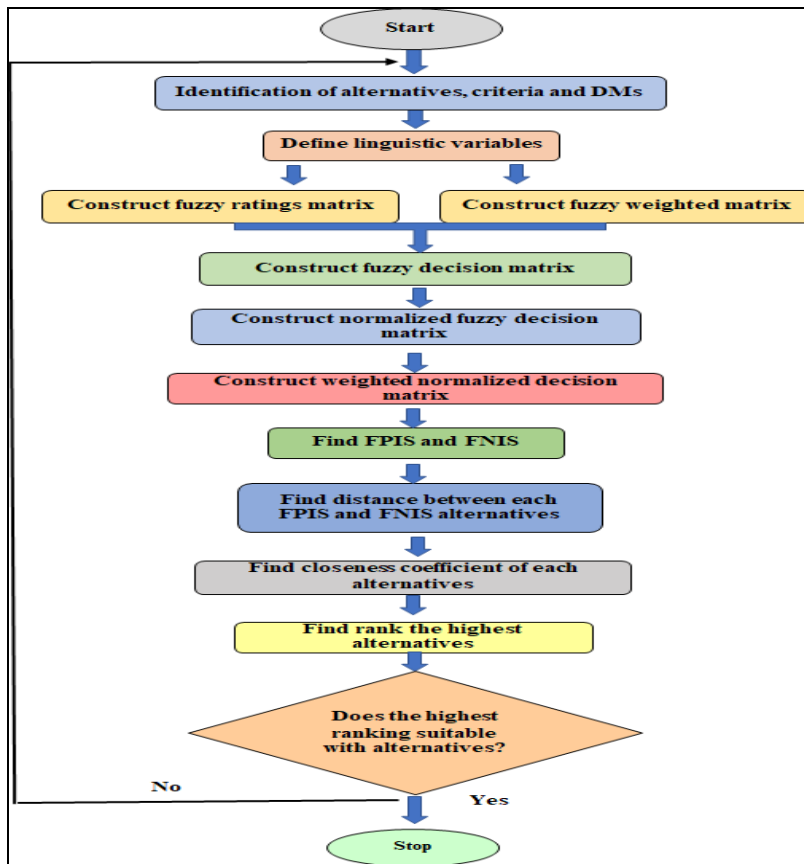 Start
Identification of alternatives, criteria and DMs
Define linguistic variables
Construct fuzzy ratings matrix
Construct fuzzy weighted matrix
Construct fuzzy decision matrix
Construct normalized fuzzy decision
matrix
Construct weighted normalized decision
matrix
Find FPIS and FNIS
Find distance between each
FPIS and FNIS alternatives
Find closeness coefficient of each
alternatives
Find rank the highest
alternatives
Does the highest
ranking suitable
with alternatives?
No
Yes
Stop